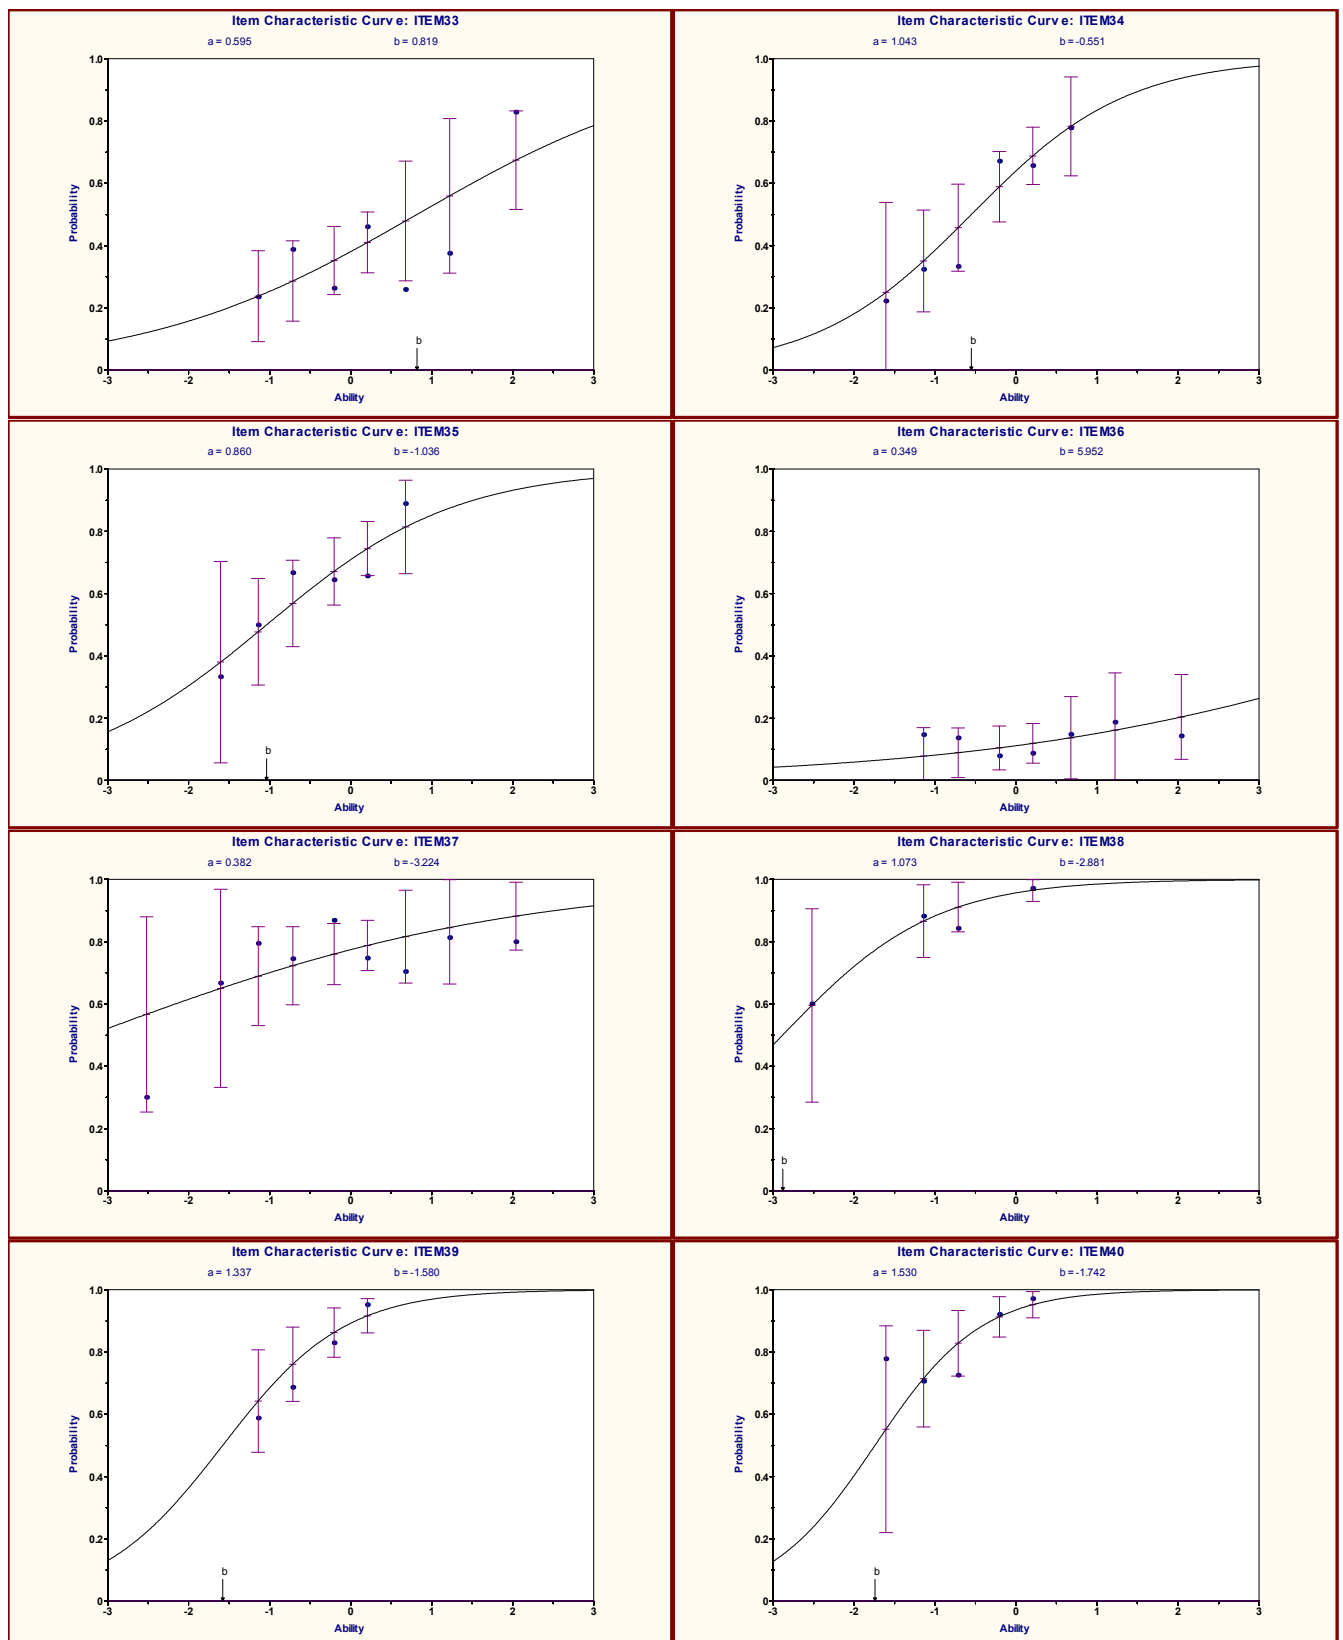 Item Characteristic Curve: ITEM33
a = 0.595 b = 0.819
1.0
0.8
0.6
0.4
0.2
0
Probability
b
-3 -2 -1 0 1 2 3
Ability
Item Characteristic Curve: ITEM34
a = 1.043 b = -0.551
1.0
0.8
0.6
0.4
0.2
0
Probability
b
-3 -2 -1 0 1 2 3
Ability
Item Characteristic Curve: ITEM35
a = 0.860 b = -1.036
1.0
0.8
0.6
0.4
0.2
0
Probability
b
-3 -2 -1 0 1 2 3
Ability
Item Characteristic Curve: ITEM36
a = 0.349 b = 5.952
1.0
0.8
0.6
0.4
0.2
0
Probability
-3 -2 -1 0 1 2 3
Ability
Item Characteristic Curve: ITEM37
a = 0.382 b = -3.224
1.0
0.8
0.6
0.4
0.2
0
Probability
-3 -2 -1 0 1 2 3
Ability
Item Characteristic Curve: ITEM38
a = 1.073 b = -2.881
1.0
0.8
0.6
0.4
0.2
0
Probability
b
-3 -2 -1 0 1 2 3
Ability
Item Characteristic Curve: ITEM39
a = 1.337 b = -1.580
1.0
0.8
0.6
0.4
0.2
0
Probability
b
-3 -2 -1 0 1 2 3
Ability
Item Characteristic Curve: ITEM40
a = 1.530 b = -1.742
1.0
0.8
0.6
0.4
0.2
0
Probability
b
-3 -2 -1 0 1 2 3
Ability